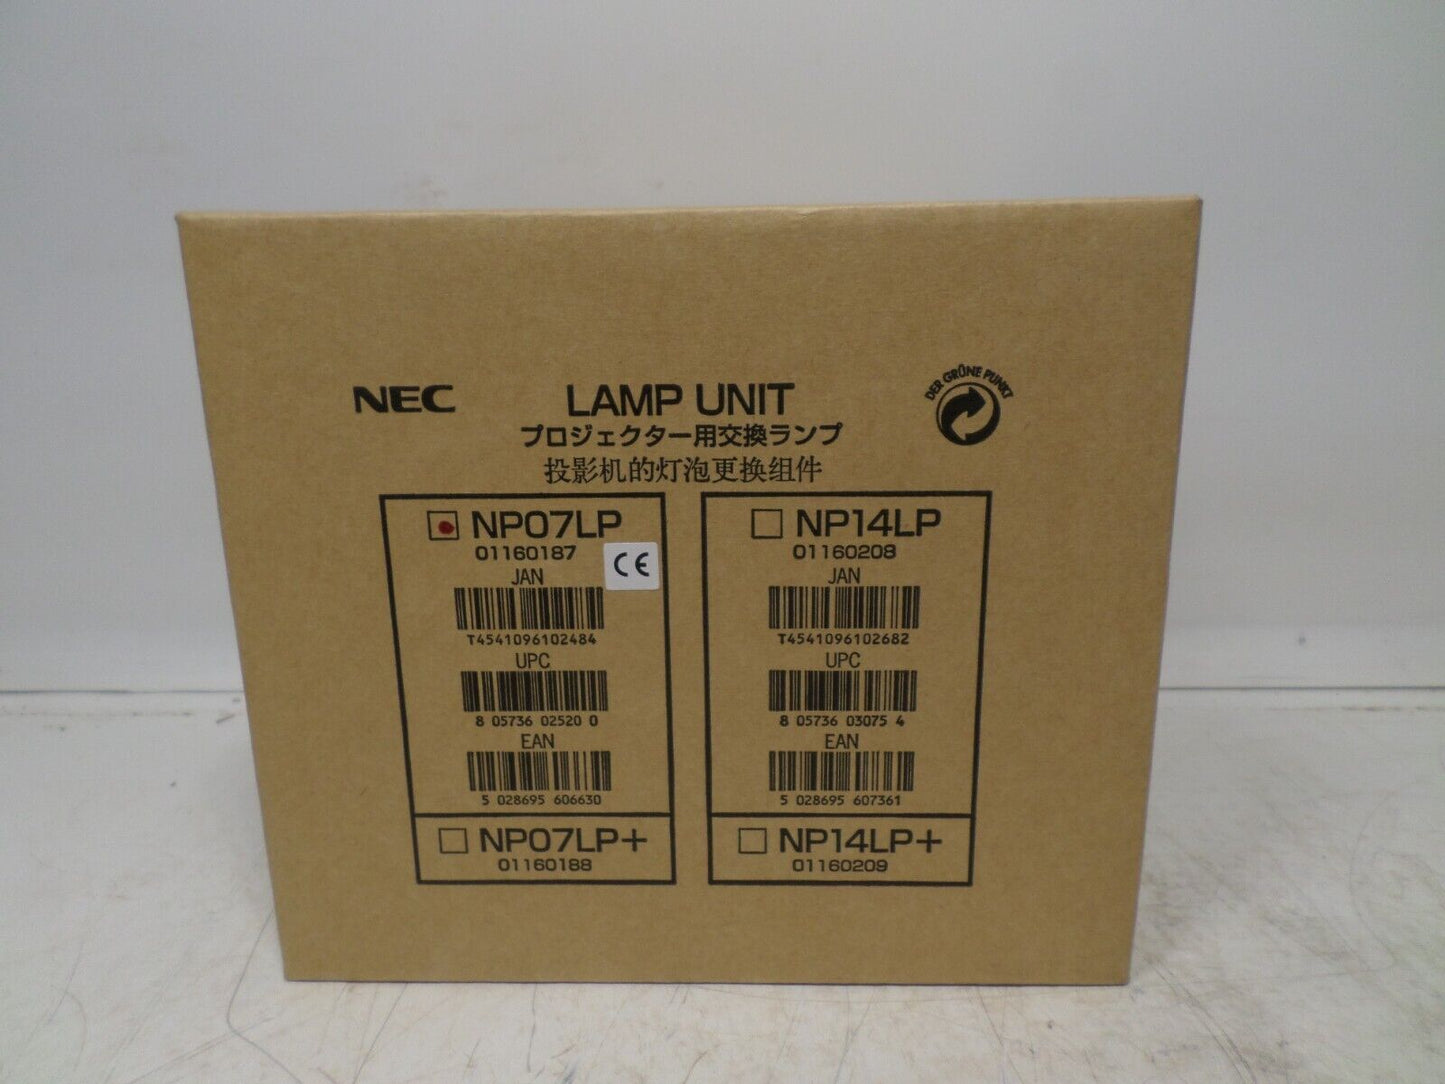 NEC
LAMP UNIT
プロジェクター用交換ランプ
投影机的灯泡更换组件
DER GRÜNE PUNKT
NP07LP
01160187
CE
JAN
T4541096102484
UPC
8 05736 02520 0
EAN
5 028695 606630
NP07LP+
01160188
NP14LP
01160208
JAN
T4541096102682
UPC
8 05736 03075 4
EAN
5 028695 607361
NP14LP+
01160209